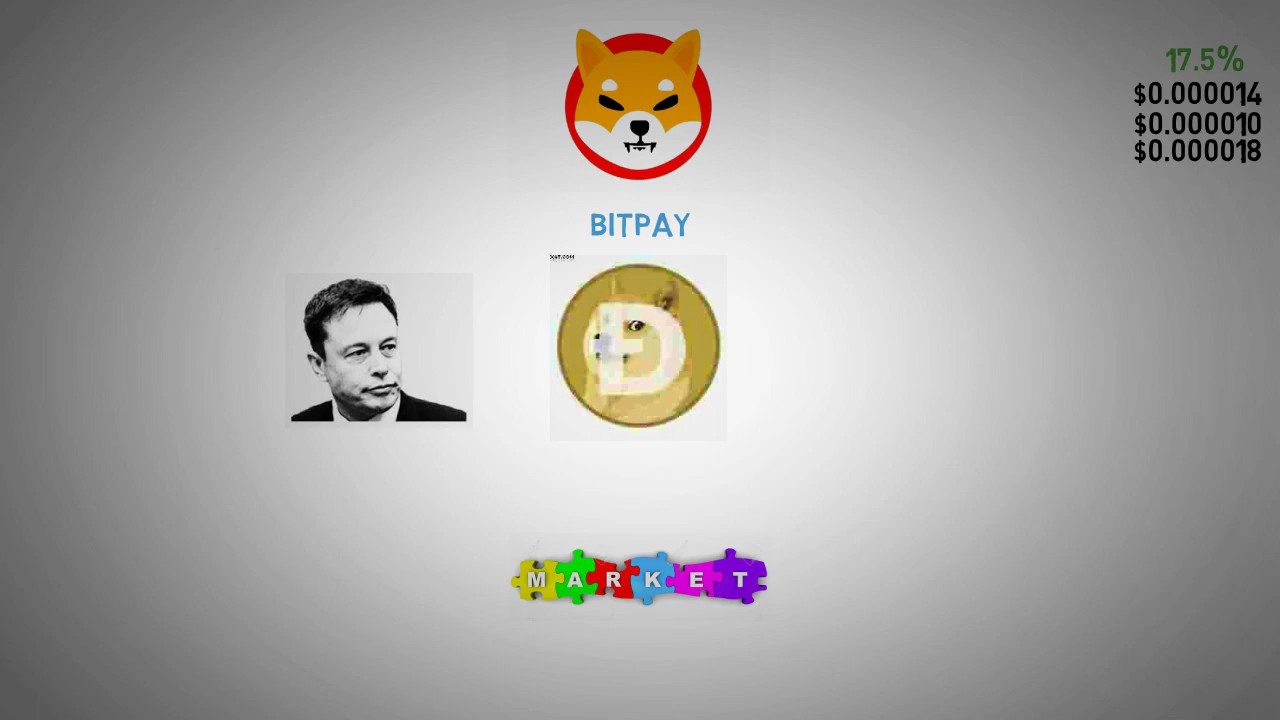 17.5%
$0.000014
$0.000010
$0.000018
BITPAY
Đ
MARKET